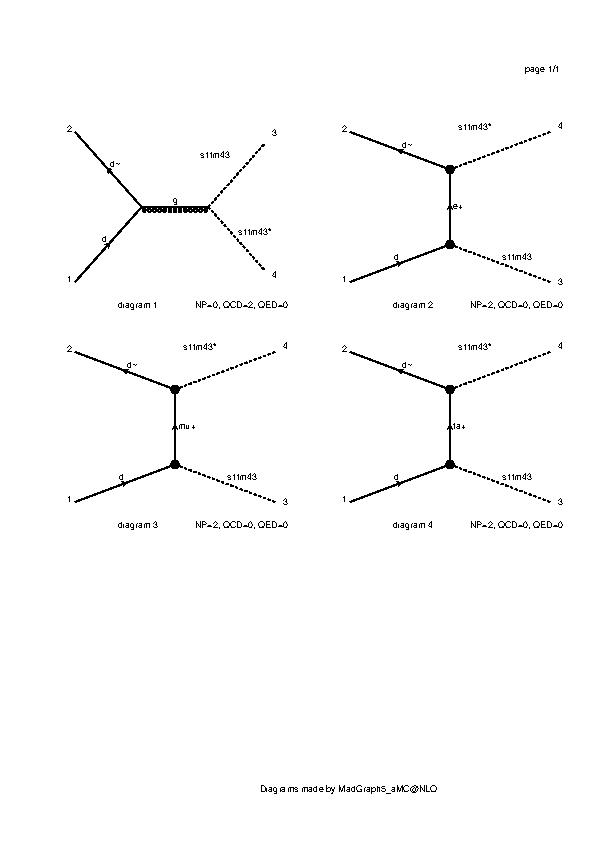 page 1/1
2
d~
d
1
g
s11m43
s11m43*
3
4
diagram 1 NP=0, QCD=2, QED=0
2
d~
s11m43*
4
e+
d
1
s11m43
3
diagram 2 NP=2, QCD=0, QED=0
2
d~
s11m43*
4
mu+
d
1
s11m43
3
diagram 3 NP=2, QCD=0, QED=0
2
d~
s11m43*
4
ta+
d
1
s11m43
3
diagram 4 NP=2, QCD=0, QED=0
Diagrams made by MadGraph5_aMC@NLO